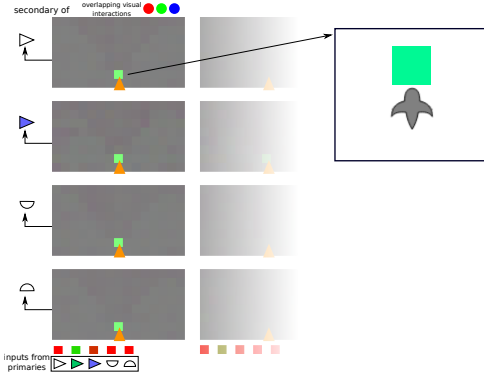 secondary of
overlapping visual
interactions
inputs from
primaries